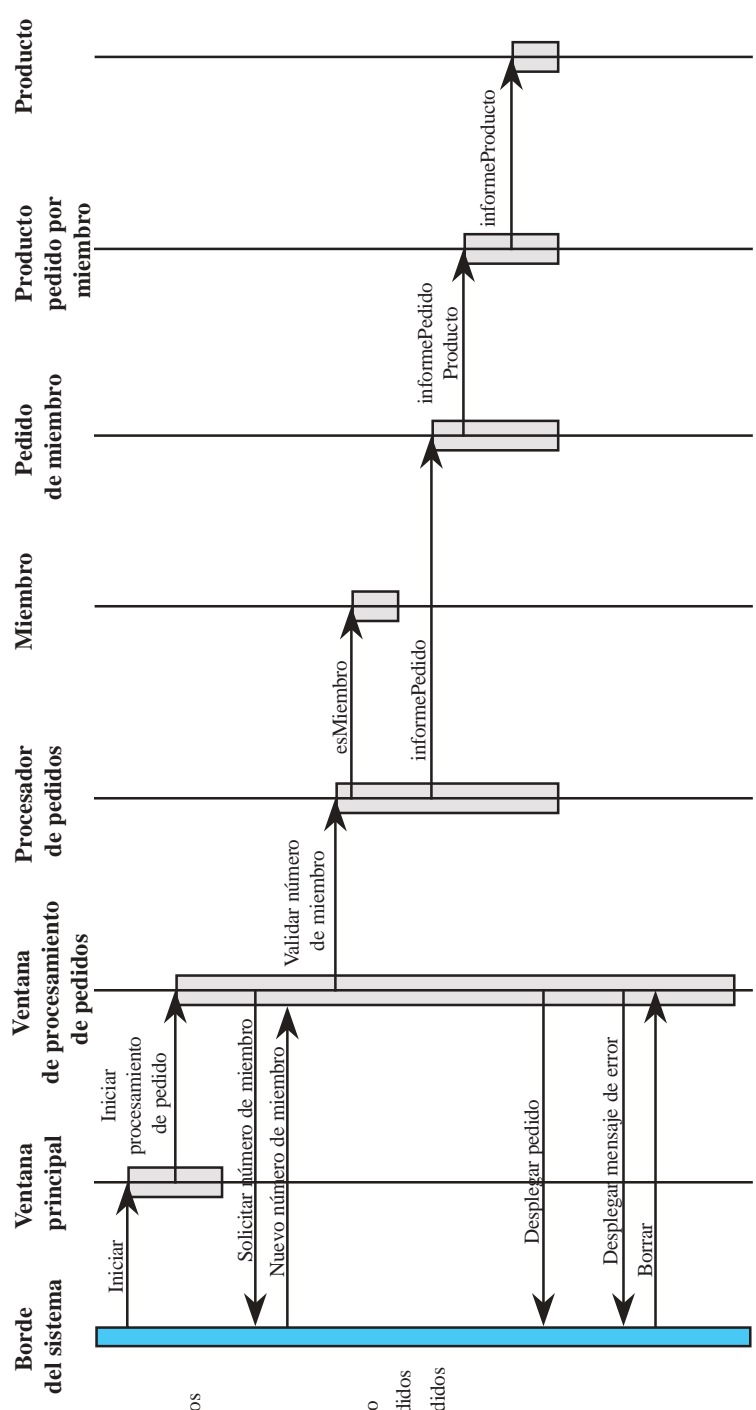 Borde
del sistema
Ventana
principal
Ventana
de procesamiento
de pedidos
Procesador
de pedidos
Miembro
Pedido
de miembro
Producto
pedido por
miembro
Producto
Iniciar
Iniciar
procesamiento
de pedido
Solicitar número de miembro
Nuevo número de miembro
Validar número
de miembro
esMiembro
informePedido
informePedido
Producto
informeProducto
Desplegar pedido
Desplegar mensaje de error
Borrar